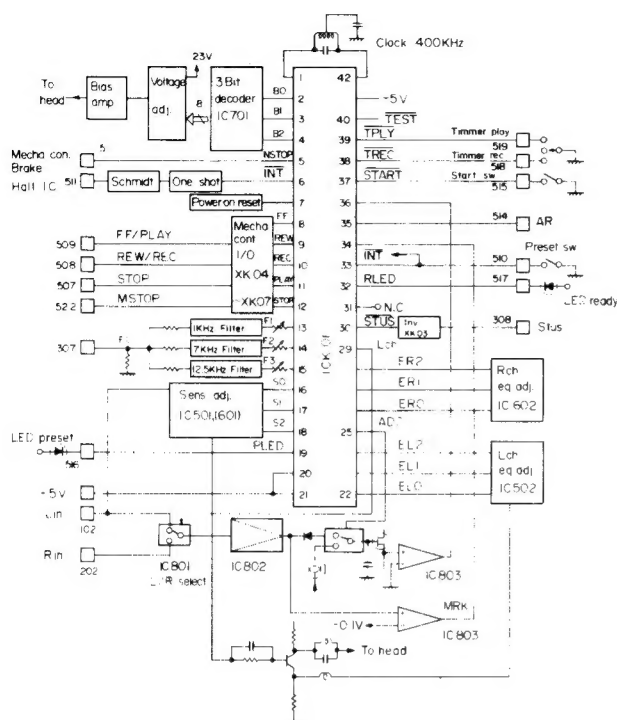 Clock 400KHz
23V
To head
Bias amp
Voltage adj.
8
3 Bit decoder IC701
B0
B1
B2
1
2
3
4
5
6
7
8
9
10
11
12
13
14
15
16
17
18
19
20
21
42
41
40
39
38
37
36
35
34
33
32
31
30
29
25
22
-5V
TEST
TPLY
Timmer play
519
TREC
Timmer rec
518
START
Start sw
515
Mecha con. Brake
5
NSTOP
Hall IC
511
Schmidt
One shot
INT
Power on reset
514
AR
FF/PLAY
509
REW/REC
508
STOP
507
MSTOP
522
Mecha cont I/O XK04 XK07
FF
REW
REC
PLAY
STOP
INT
510
Preset sw
RLED
517
LED ready
N.C
STUS
Inv XK03
308
Stus
Lch
307
1KHz Filter
F1
7KHz Filter
F2
12.5KHz Filter
F3
Sens adj. IC501,(601)
S0
S1
S2
ER2
ER1
ER0
Rch eq adj. IC602
AD
LED preset
516
PLED
EL2
EL1
EL0
Lch eq adj IC502
-5V
Lin
102
R in
202
IC801
L/R select
IC802
IC803
MRK
-0.1V
IC803
To head